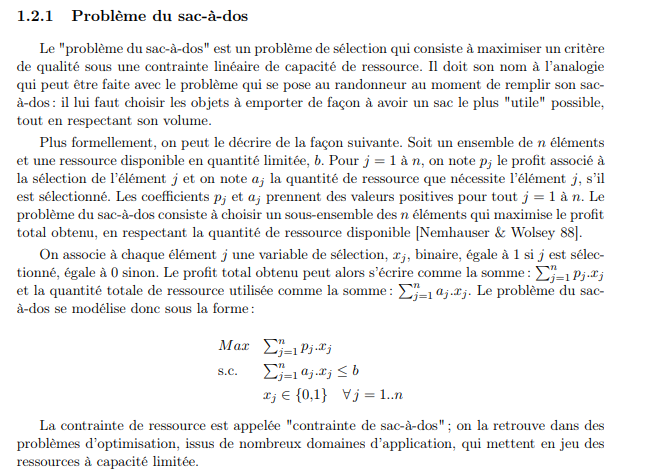 1.2.1 Problème du sac-à-dos
Le "problème du sac-à-dos" est un problème de sélection qui consiste à maximiser un critère
de qualité sous une contrainte linéaire de capacité de ressource. Il doit son nom à l'analogie
qui peut être faite avec le problème qui se pose au randonneur au moment de remplir son sac-
à-dos : il lui faut choisir les objets à emporter de façon à avoir un sac le plus "utile" possible,
tout en respectant son volume.
Plus formellement, on peut le décrire de la façon suivante. Soit un ensemble de n éléments
et une ressource disponible en quantité limitée, b. Pour j = 1 à n, on note p_j le profit associé à
la sélection de l'élément j et on note a_j la quantité de ressource que nécessite l'élément j, s'il
est sélectionné. Les coefficients p_j et a_j prennent des valeurs positives pour tout j = 1 à n. Le
problème du sac-à-dos consiste à choisir un sous-ensemble des n éléments qui maximise le profit
total obtenu, en respectant la quantité de ressource disponible [Nemhauser & Wolsey 88].
On associe à chaque élément j une variable de sélection, x_j, binaire, égale à 1 si j est sélec-
tionné, égale à 0 sinon. Le profit total obtenu peut alors s'écrire comme la somme : ∑_{j=1}^n p_j.x_j
et la quantité totale de ressource utilisée comme la somme : ∑_{j=1}^n a_j.x_j. Le problème du sac-
à-dos se modélise donc sous la forme :
Max ∑_{j=1}^n p_j.x_j
s.c. ∑_{j=1}^n a_j.x_j ≤ b
x_j ∈ {0,1} ∀ j = 1..n
La contrainte de ressource est appelée "contrainte de sac-à-dos" ; on la retrouve dans des
problèmes d'optimisation, issus de nombreux domaines d'application, qui mettent en jeu des
ressources à capacité limitée.